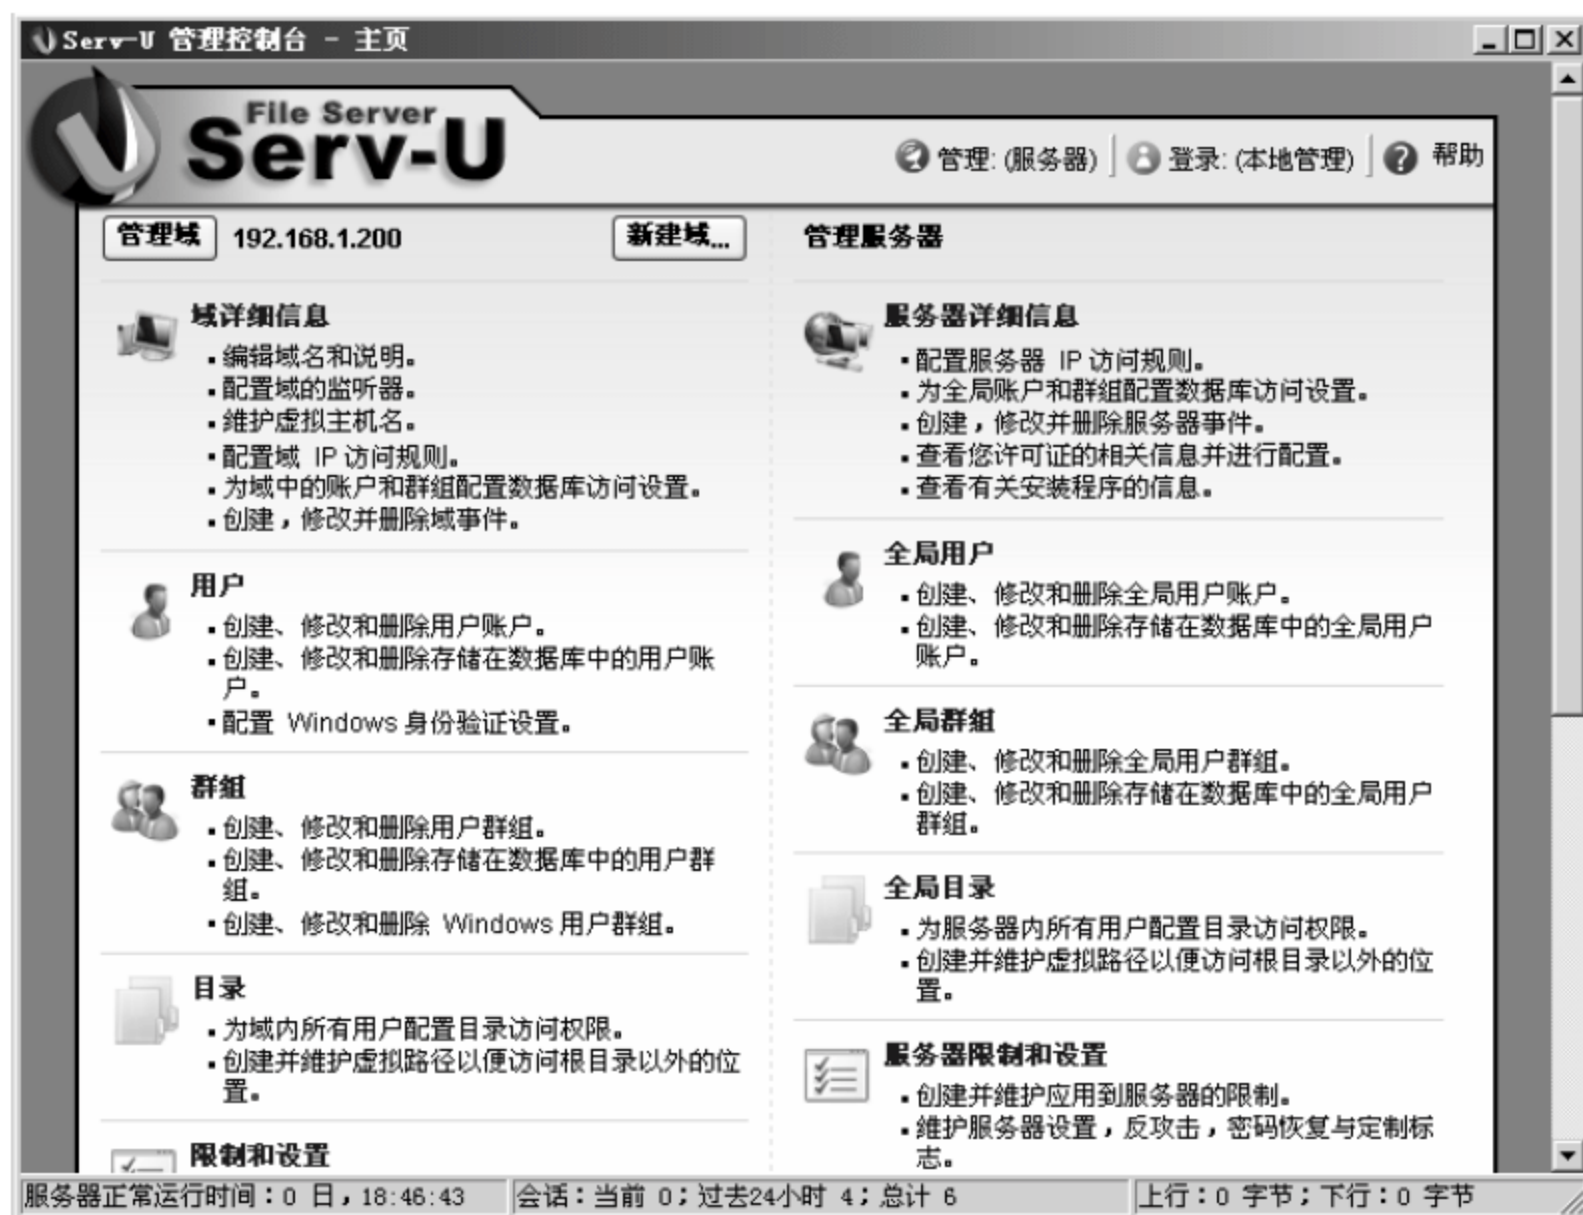 Serv-U 管理控制台 - 主页
File Server
Serv-U
管理: (服务器) 登录: (本地管理) 帮助
管理域 192.168.1.200 新建域...
域详细信息
编辑域名和说明。
配置域的监听器。
维护虚拟主机名。
配置域 IP 访问规则。
为域中的账户和群组配置数据库访问设置。
创建，修改并删除域事件。
用户
创建、修改和删除用户账户。
创建、修改和删除存储在数据库中的用户账
户。
配置 Windows 身份验证设置。
群组
创建、修改和删除用户群组。
创建、修改和删除存储在数据库中的用户群
组。
创建、修改和删除 Windows 用户群组。
目录
为域内所有用户配置目录访问权限。
创建并维护虚拟路径以便访问根目录以外的位
置。
限制和设置
管理服务器
服务器详细信息
配置服务器 IP 访问规则。
为全局账户和群组配置数据库访问设置。
创建，修改并删除服务器事件。
查看您许可证的相关信息并进行配置。
查看有关安装程序的信息。
全局用户
创建、修改和删除全局用户账户。
创建、修改和删除存储在数据库中的全局用户
账户。
全局群组
创建、修改和删除全局用户群组。
创建、修改和删除存储在数据库中的全局用户
群组。
全局目录
为服务器内所有用户配置目录访问权限。
创建并维护虚拟路径以便访问根目录以外的位
置。
服务器限制和设置
创建并维护应用到服务器的限制。
维护服务器设置，反攻击，密码恢复与定制标
志。
服务器正常运行时间：0 日，18:46:43 会话：当前 0；过去24小时 4；总计 6 上行：0 字节；下行：0 字节